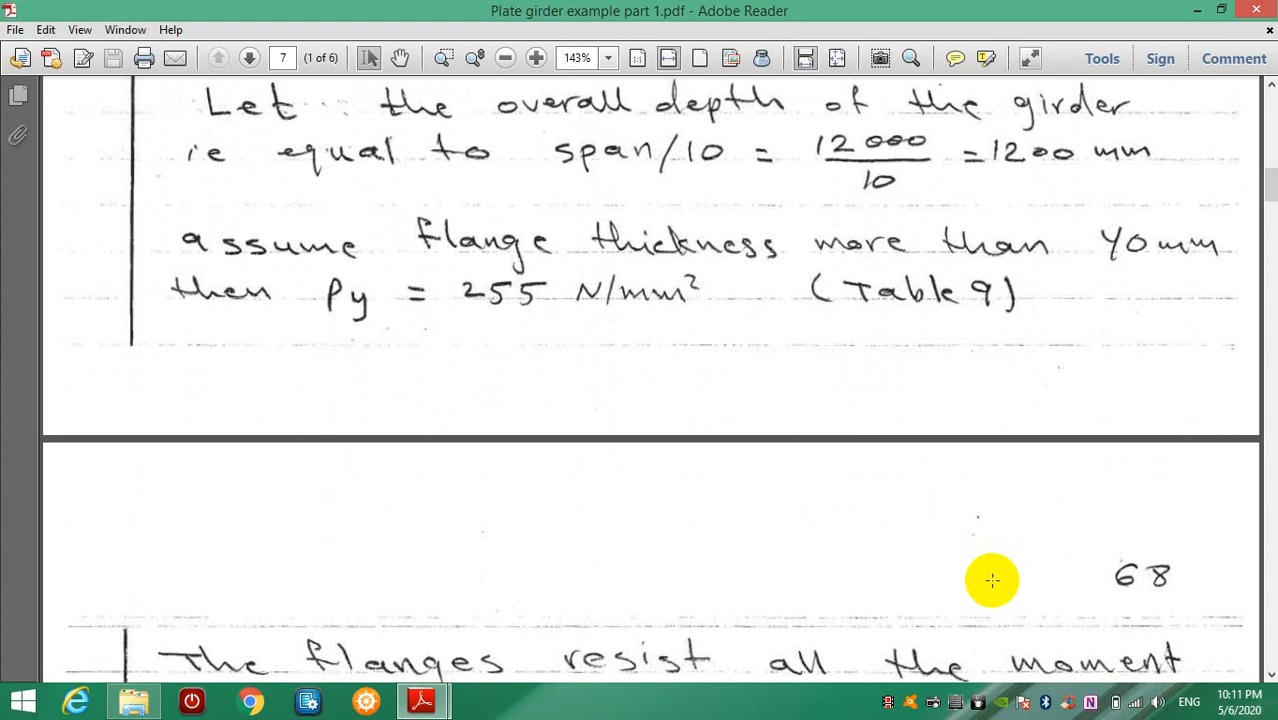 Plate girder example part 1.pdf - Adobe Reader
File Edit View Window Help
7 (1 of 6) 143% Tools Sign Comment
Let the overall depth of the girder
ie equal to span/10 = 12000/10 = 1200 mm
assume flange thickness more than 40mm
then Py = 255 N/mm² (Table 9)
68
The flanges resist all the moment
ENG
10:11 PM
5/6/2020